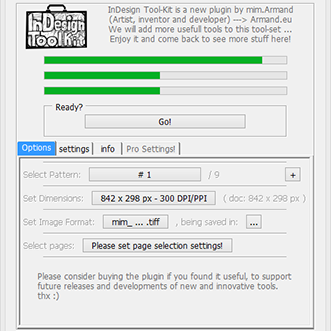 InDesign
ToolKit
InDesign Tool-Kit is a new plugin by mim.Armand
(Artist, inventor and developer) ---> Armand.eu
We will add more usefull tools to this tool-set ...
Enjoy it and come back to see more stuff here!
Ready?
Go!
Options settings info Pro Settings!
Select Pattern: # 1 / 9 +
Set Dimensions: 842 x 298 px - 300 DPI/PPI ( doc: 842 x 298 px )
Set Image Format: mim_ ... .tiff , being saved in: ...
Select pages: Please set page selection settings!
Please consider buying the plugin if you found it useful, to support
future releases and developments of new and innovative tools.
thx :)